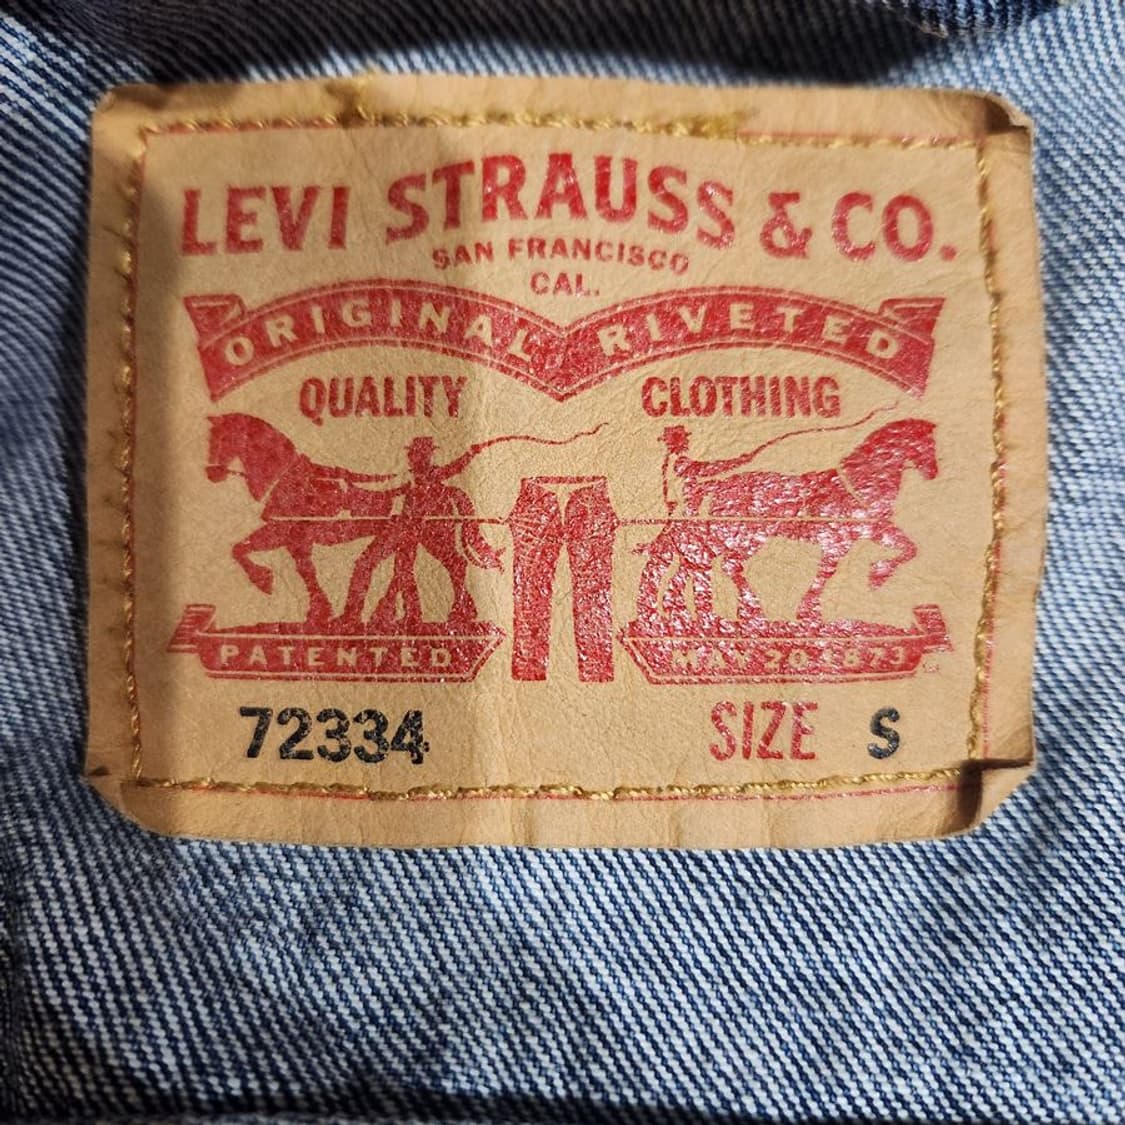 LEVI STRAUSS & CO.
SAN FRANCISCO
CAL.
ORIGINAL RIVETED
QUALITY CLOTHING
PATENTED MAY 20 1873
72334 SIZE S